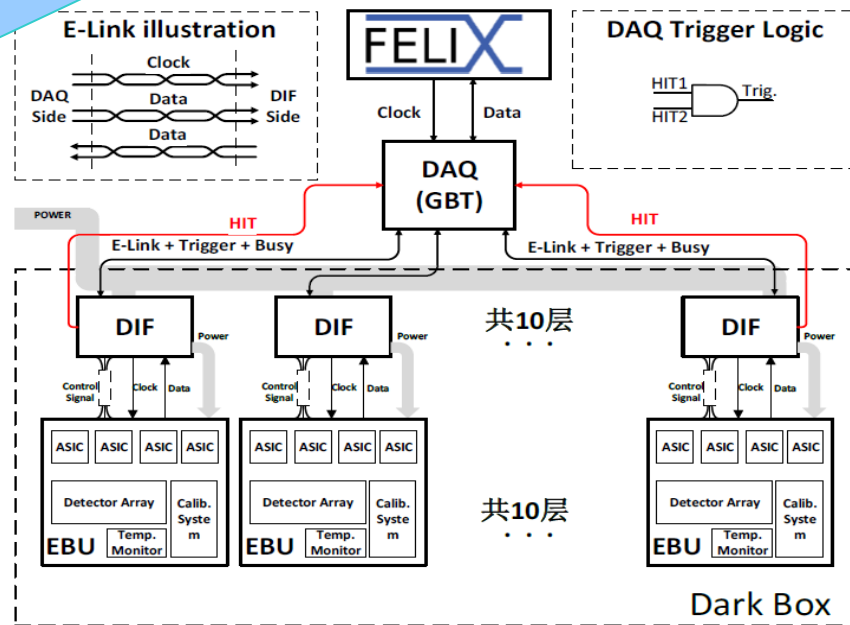 E-Link illustration
Clock
DAQ
Side
Data
DIF
Side
Data
FELIX
Clock
Data
DAQ Trigger Logic
HIT1
HIT2
Trig.
DAQ
(GBT)
POWER
HIT
HIT
E-Link + Trigger + Busy
E-Link + Trigger + Busy
DIF
DIF
共10层
· · ·
DIF
Power
Power
Power
Control
Signal
Clock
Data
Control
Signal
Clock
Data
Control
Signal
Clock
Data
ASIC ASIC ASIC ASIC
Detector Array
Calib.
Syste
m
EBU
Temp.
Monitor
ASIC ASIC ASIC ASIC
Detector Array
Calib.
Syste
m
EBU
Temp.
Monitor
共10层
· · ·
ASIC ASIC ASIC ASIC
Detector Array
Calib.
Syste
m
EBU
Temp.
Monitor
Dark Box